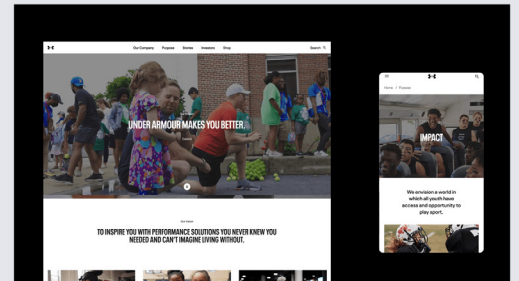 Our Company Purpose Stories Investors Shop Search
UNDER ARMOUR MAKES YOU BETTER.
TO INSPIRE YOU WITH PERFORMANCE SOLUTIONS YOU NEVER KNEW YOU
NEEDED AND CAN'T IMAGINE LIVING WITHOUT.
Home / Purpose
IMPACT
We envision a world in
which all youth have
access and opportunity to
play sport.